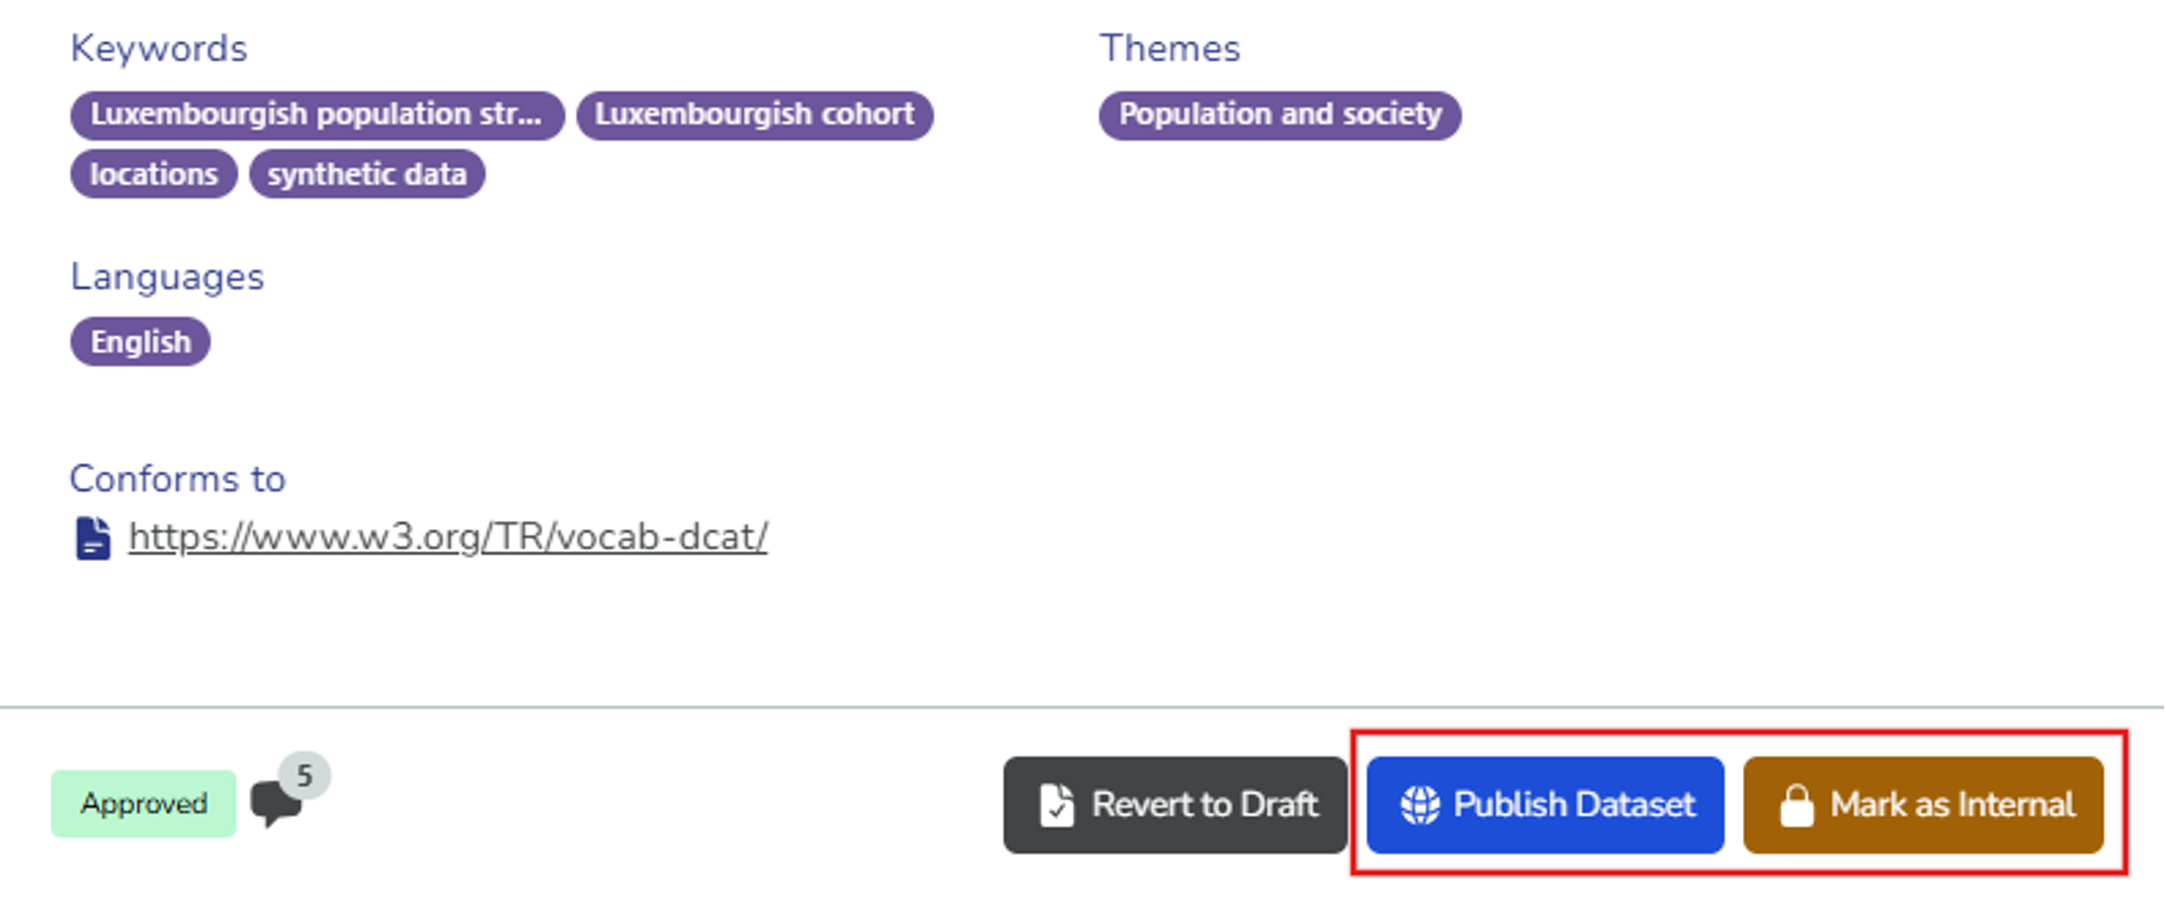 Keywords
Luxembourgish population str... Luxembourgish cohort
locations synthetic data
Themes
Population and society
Languages
English
Conforms to
https://www.w3.org/TR/vocab-dcat/
Approved 5 Revert to Draft Publish Dataset Mark as Internal